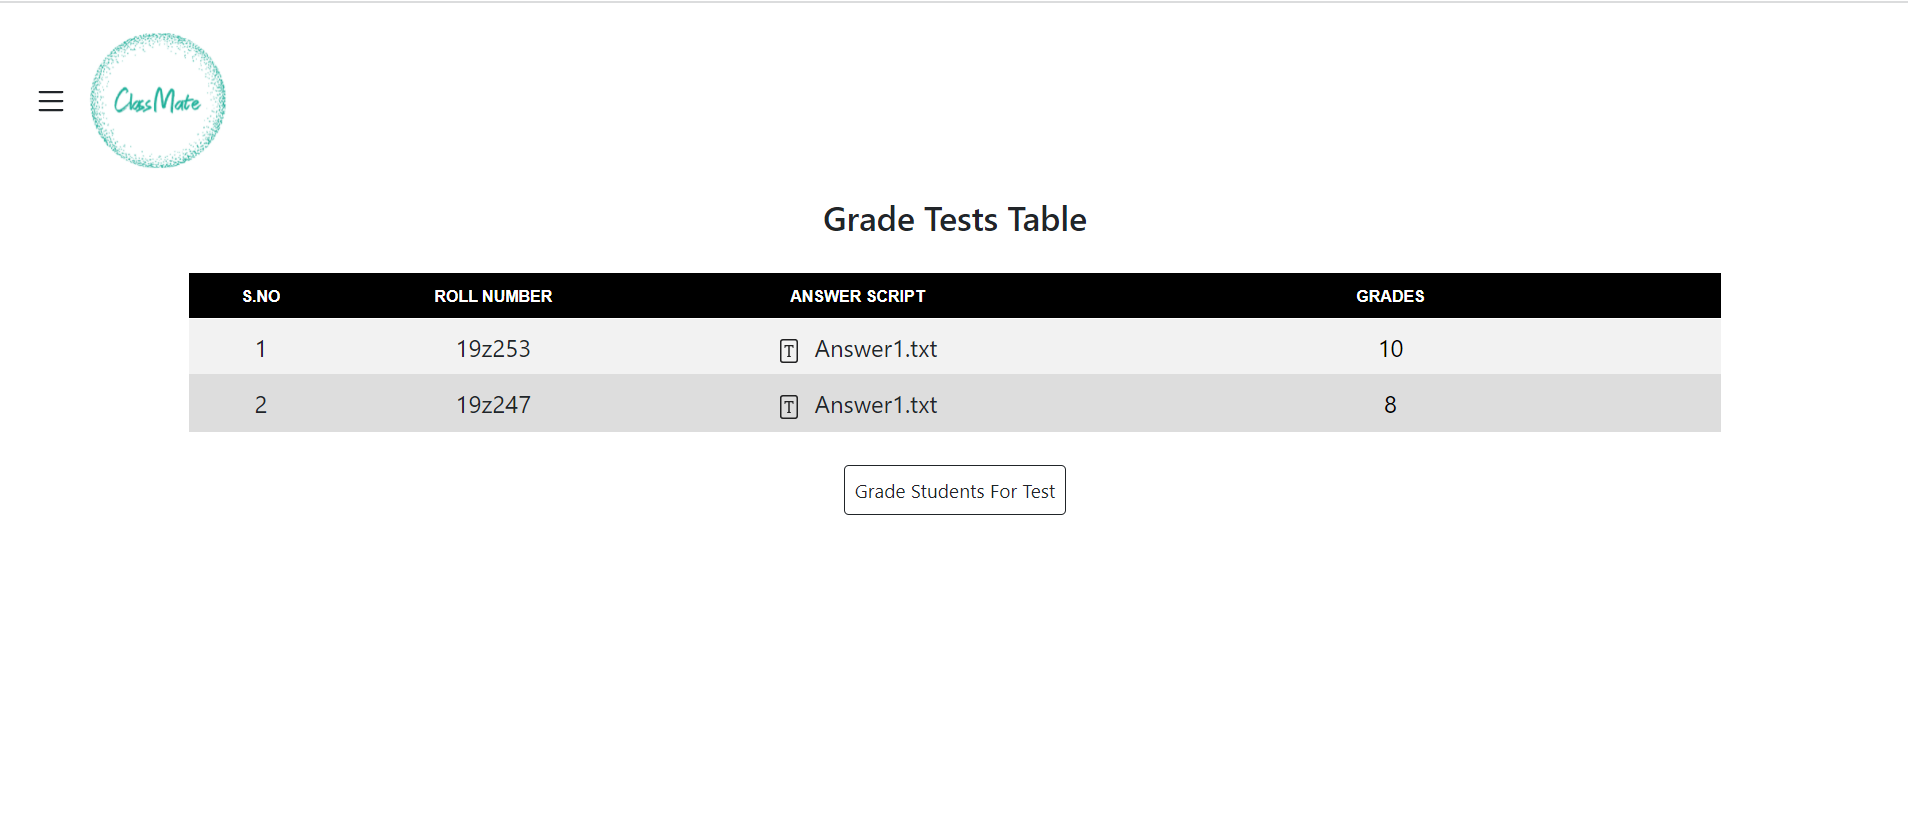 ClassMate
Grade Tests Table
S.NO ROLL NUMBER ANSWER SCRIPT GRADES
1 19z253 T Answer1.txt 10
2 19z247 T Answer1.txt 8
Grade Students For Test